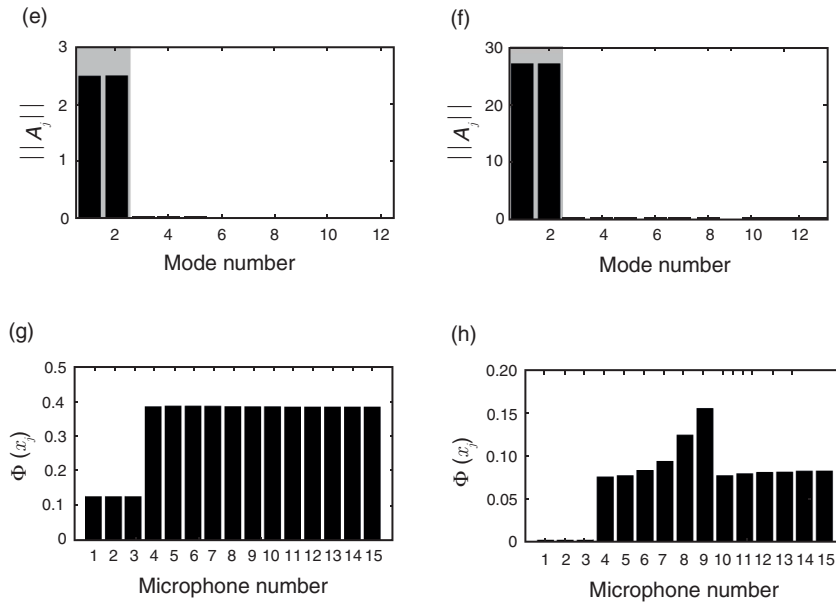 (e)
3
2
1
0
|||A_j|||
2 4 6 8 10 12
Mode number
(f)
30
20
10
0
|||A_j|||
2 4 6 8 10 12
Mode number
(g)
0.5
0.4
0.3
0.2
0.1
0
Φ (x_j)
1 2 3 4 5 6 7 8 9 10 11 12 13 14 15
Microphone number
(h)
0.20
0.15
0.10
0.05
0
Φ (x_j)
1 2 3 4 5 6 7 8 9 10 11 12 13 14 15
Microphone number